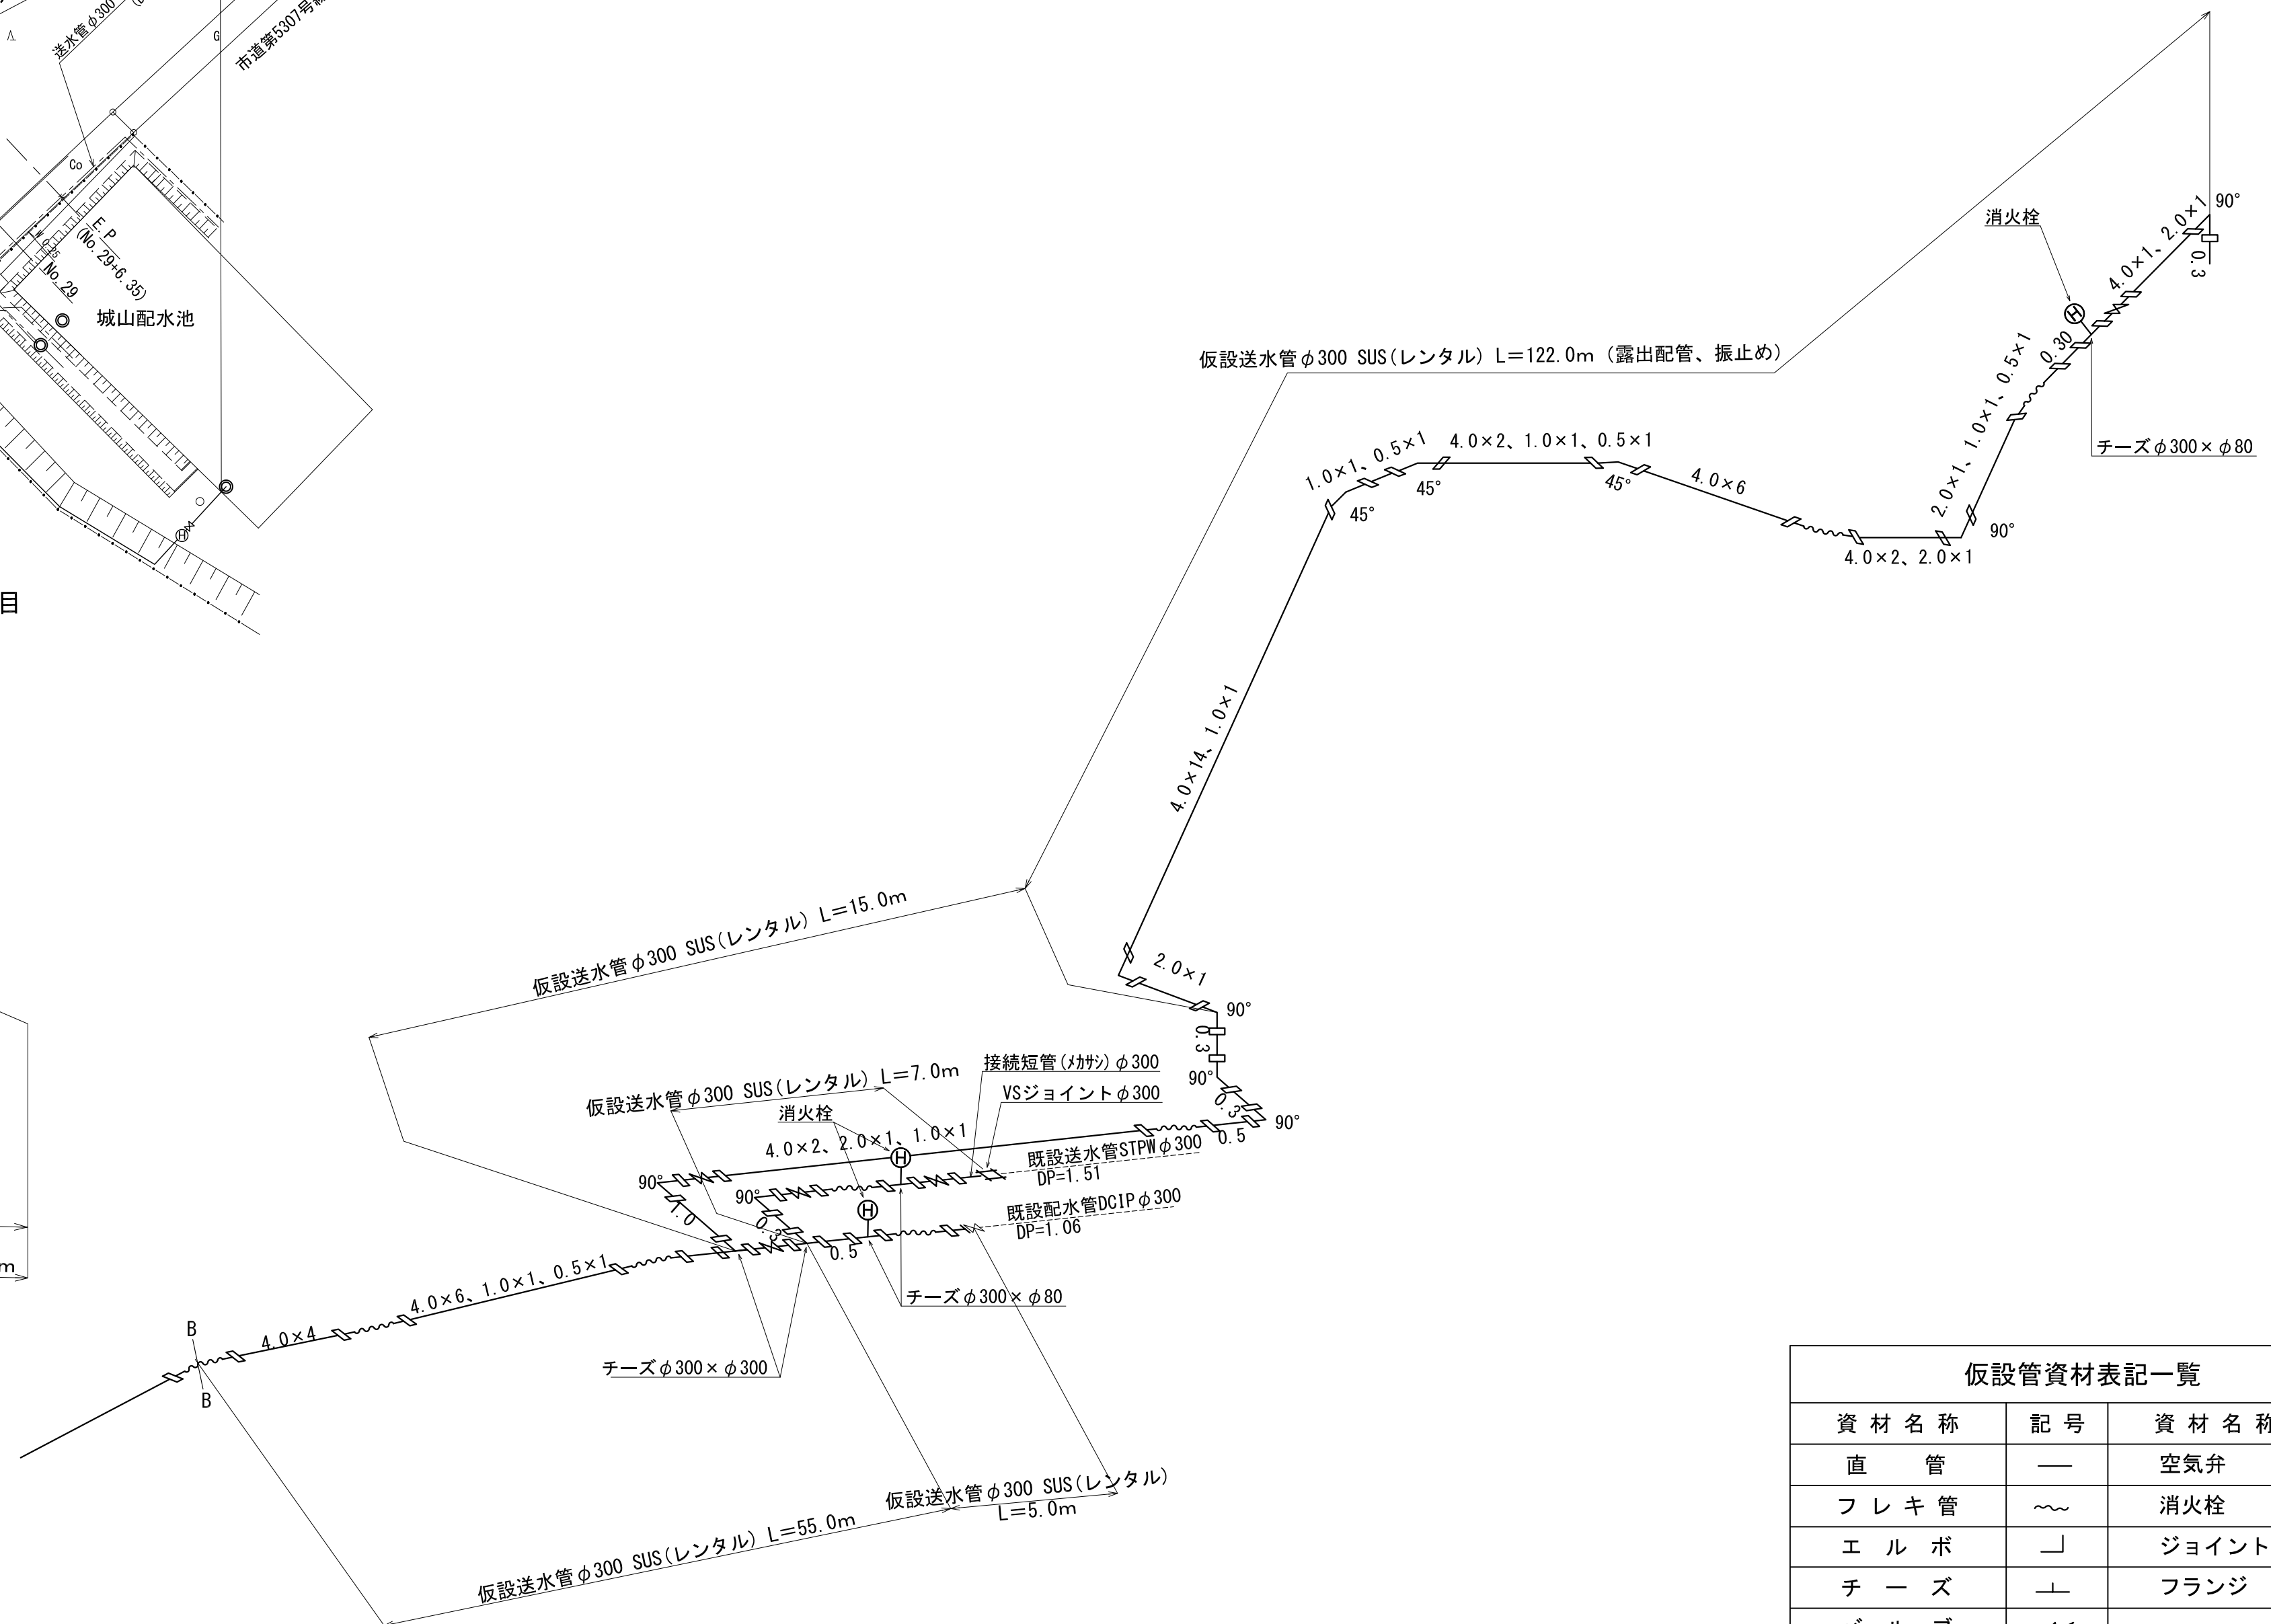 送水管φ300
市道第5307号線
G
Co
E.P
(No.29+6.35)
0.35
No.29
城山配水池
H
目
m
仮設送水管φ300 SUS(レンタル) L=122.0m (露出配管、振止め)
消火栓
H
4.0×1、2.0×1
90°
0.3
0.30
チーズφ300×φ80
2.0×1、1.0×1、0.5×1
90°
4.0×2、2.0×1
4.0×6
45°
4.0×2、1.0×1、0.5×1
45°
1.0×1、0.5×1
45°
4.0×14、1.0×1
2.0×1
90°
0.3
90°
0.3
90°
0.5
仮設送水管φ300 SUS(レンタル) L=15.0m
仮設送水管φ300 SUS(レンタル) L=7.0m
接続短管(メカサシ)φ300
VSジョイントφ300
消火栓
4.0×2、2.0×1、1.0×1
H
既設送水管STPWφ300
DP=1.51
90°
1.0
90°
0.3
H
既設配水管DCIPφ300
DP=1.06
0.5
チーズφ300×φ80
4.0×6、1.0×1、0.5×1
4.0×4
B
B
チーズφ300×φ300
仮設送水管φ300 SUS(レンタル)
L=5.0m
仮設送水管φ300 SUS(レンタル) L=55.0m
仮設管資材表記一覧
資材名称 記号 資材名称
直管 空気弁
フレキ管 消火栓
エルボ ジョイント
チーズ フランジ